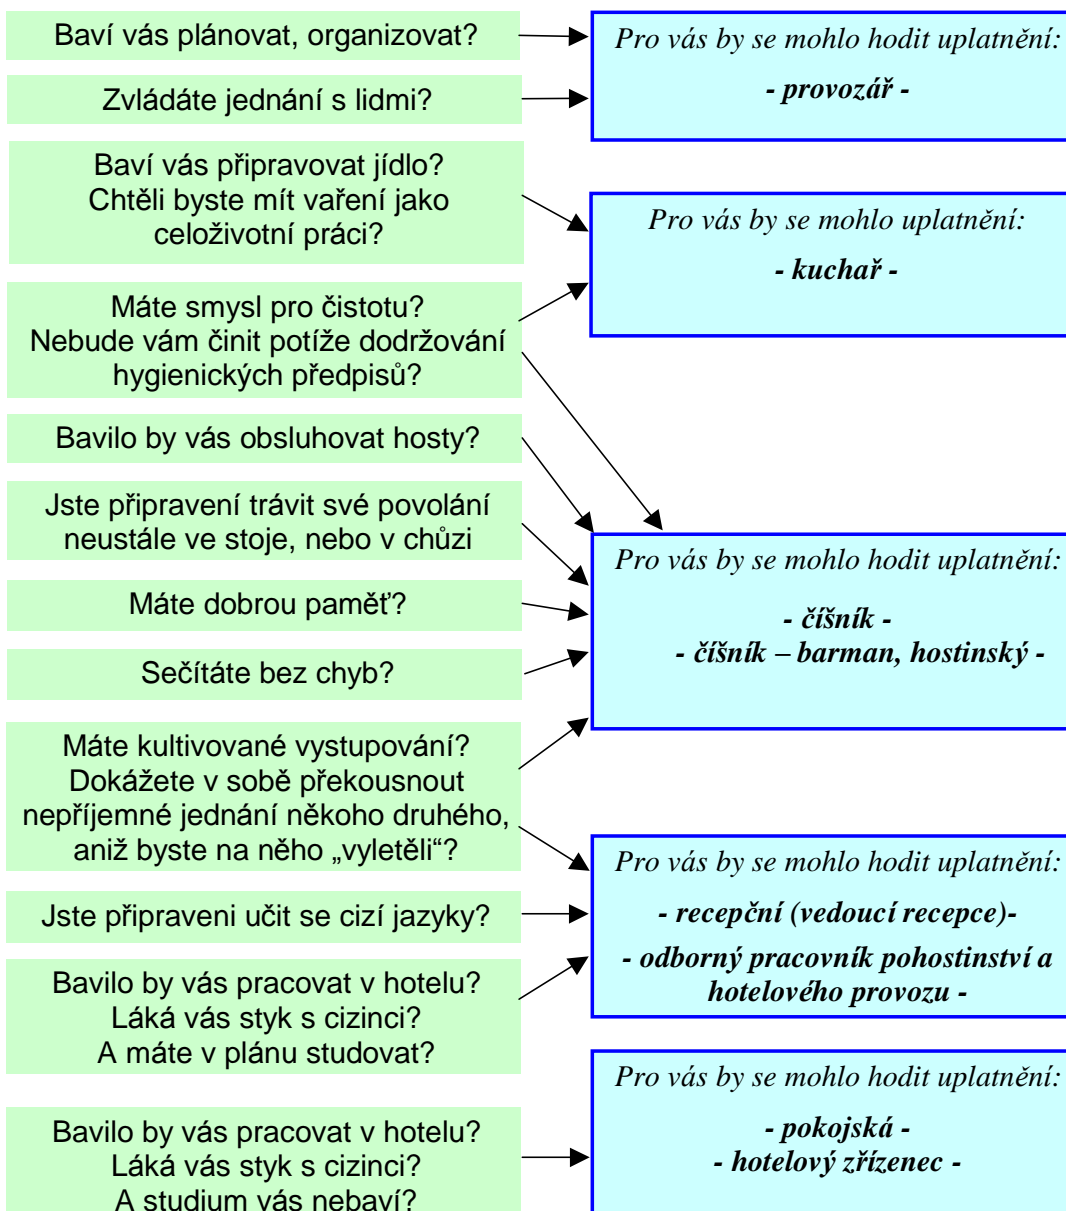 Baví vás plánovat, organizovat?
Zvládáte jednání s lidmi?
Pro vás by se mohlo hodit uplatnění:
- provozář -
Baví vás připravovat jídlo?
Chtěli byste mít vaření jako
celoživotní práci?
Pro vás by se mohlo uplatnění:
- kuchař -
Máte smysl pro čistotu?
Nebude vám činit potíže dodržování
hygienických předpisů?
Bavilo by vás obsluhovat hosty?
Jste připravení trávit své povolání
neustále ve stoje, nebo v chůzi
Máte dobrou paměť?
Sečítáte bez chyb?
Pro vás by se mohlo hodit uplatnění:
- číšník -
- číšník – barman, hostinský -
Máte kultivované vystupování?
Dokážete v sobě překousnout
nepříjemné jednání někoho druhého,
aniž byste na něho „vyletěli“?
Jste připraveni učit se cizí jazyky?
Bavilo by vás pracovat v hotelu?
Láká vás styk s cizinci?
A máte v plánu studovat?
Pro vás by se mohlo hodit uplatnění:
- recepční (vedoucí recepce)-
- odborný pracovník pohostinství a
hotelového provozu -
Bavilo by vás pracovat v hotelu?
Láká vás styk s cizinci?
A studium vás nebaví?
Pro vás by se mohlo hodit uplatnění:
- pokojská -
- hotelový zřízenec -